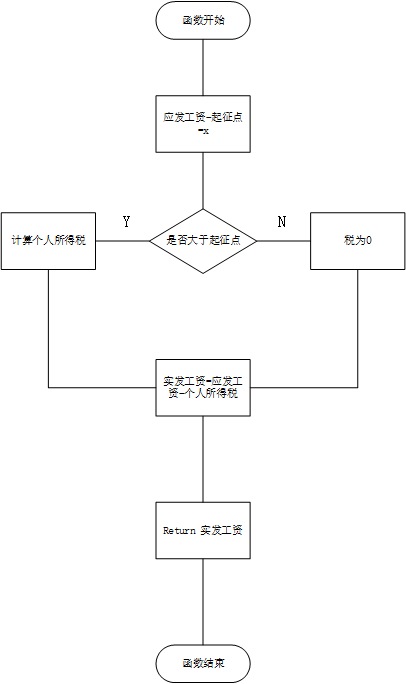 函数开始
应发工资-起征点
=x
Y
N
计算个人所得税
是否大于起征点
税为0
实发工资=应发工
资-个人所得税
Return 实发工资
函数结束